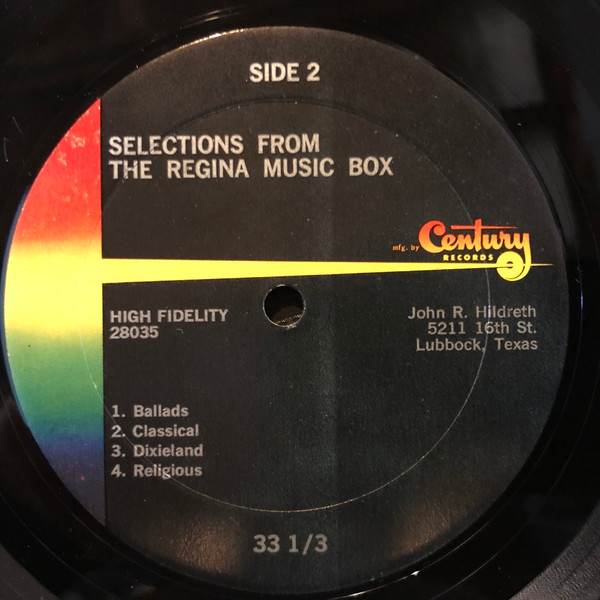 SIDE 2
SELECTIONS FROM
THE REGINA MUSIC BOX
mfg. by Century
RECORDS
HIGH FIDELITY
28035
John R. Hildreth
5211 16th St.
Lubbock, Texas
1. Ballads
2. Classical
3. Dixieland
4. Religious
33 1/3